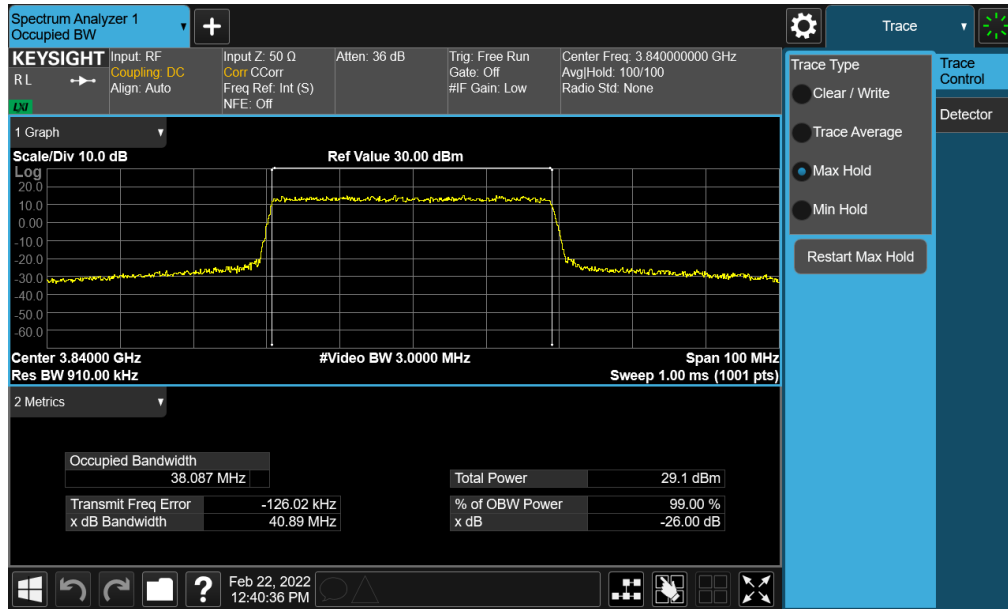 Spectrum Analyzer 1
Occupied BW
Trace
KEYSIGHT
R L
LXI
Input: RF
Coupling: DC
Align: Auto
Input Z: 50 Ω
Corr CCorr
Freq Ref: Int (S)
NFE: Off
Atten: 36 dB
Trig: Free Run
Gate: Off
#IF Gain: Low
Center Freq: 3.840000000 GHz
Avg|Hold: 100/100
Radio Std: None
1 Graph
Scale/Div 10.0 dB
Ref Value 30.00 dBm
Log
20.0
10.0
0.00
-10.0
-20.0
-30.0
-40.0
-50.0
-60.0
Center 3.84000 GHz
#Video BW 3.0000 MHz
Span 100 MHz
Res BW 910.00 kHz
Sweep 1.00 ms (1001 pts)
2 Metrics
Occupied Bandwidth
38.087 MHz
Total Power 29.1 dBm
Transmit Freq Error -126.02 kHz
% of OBW Power 99.00 %
x dB Bandwidth 40.89 MHz
x dB -26.00 dB
Feb 22, 2022
12:40:36 PM
Trace Type
Clear / Write
Trace Average
Max Hold
Min Hold
Restart Max Hold
Trace
Control
Detector